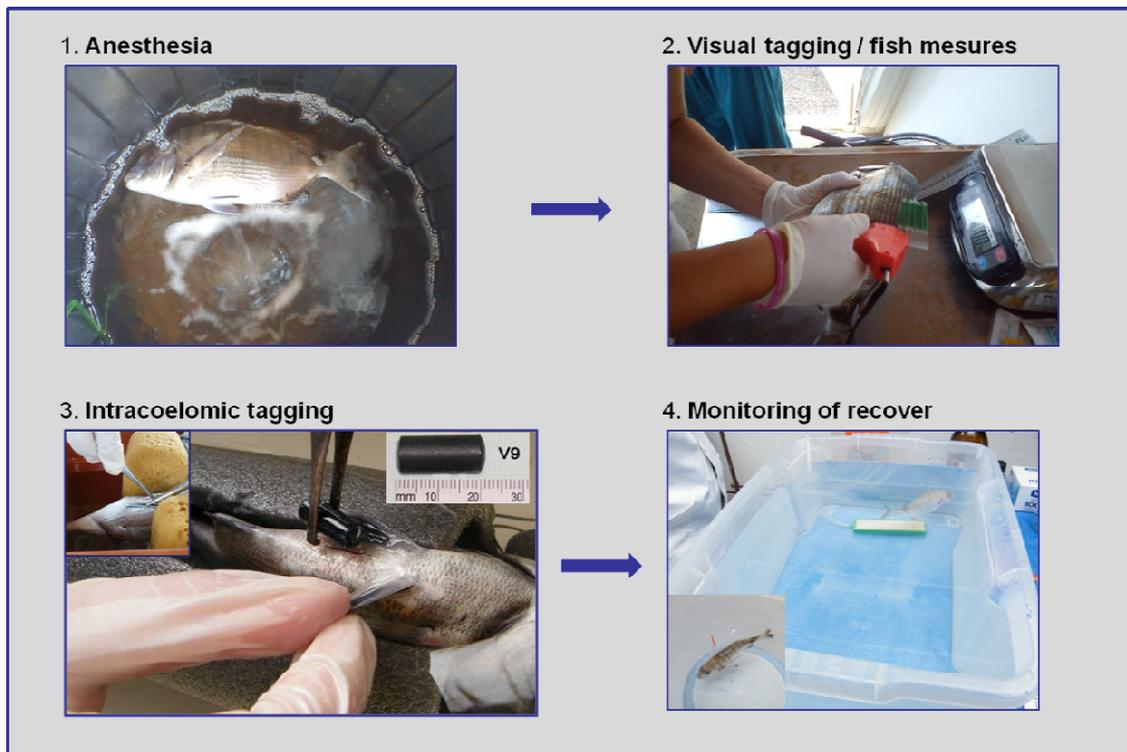 1. Anesthesia
2. Visual tagging / fish mesures
3. Intracoelomic tagging
V9
mm 10 20 30
4. Monitoring of recover